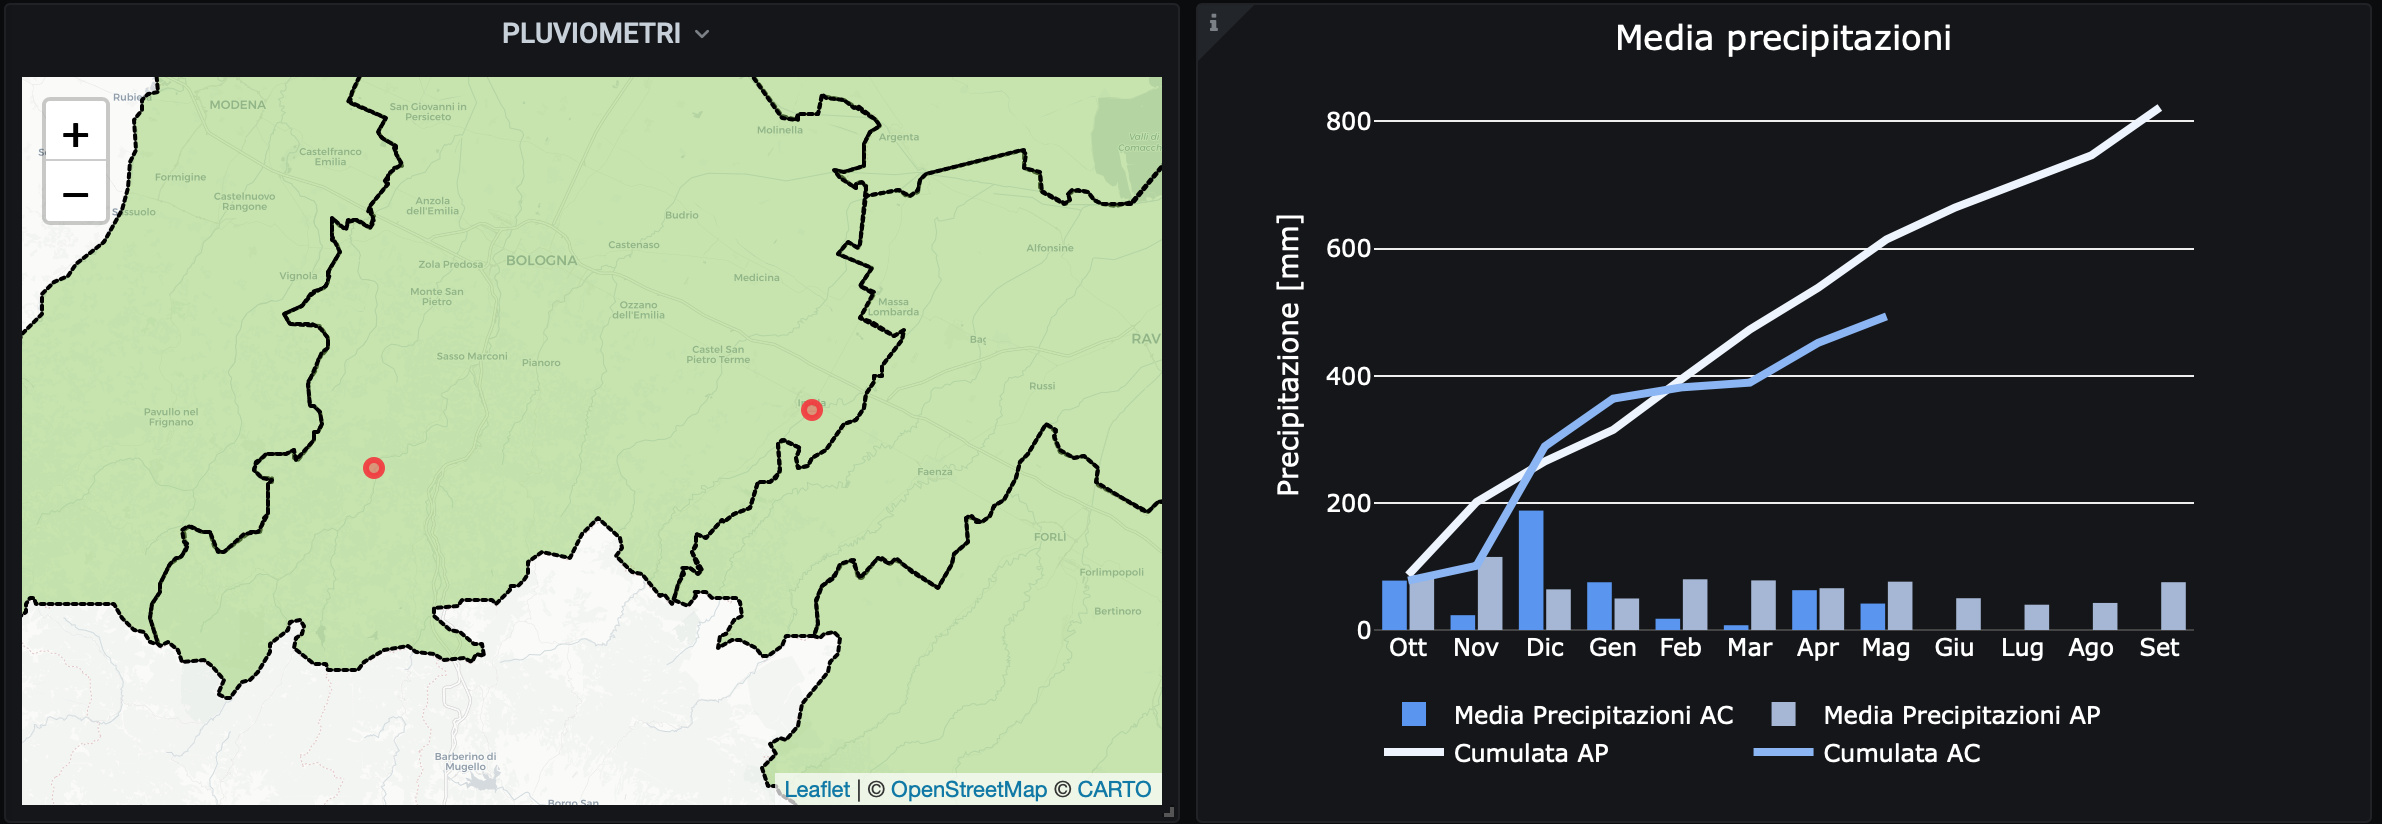 PLUVIOMETRI
+
−
MODENA
San Giovanni in
Persiceto
Molinella
Argenta
Valli di
Castelfranco
Emilia
Formigine
Castelnuovo
Rangone
Anzola
dell'Emilia
Budrio
Castenaso
Alfonsine
Zola Predosa
BOLOGNA
Vignola
Medicina
Monte San
Pietro
Ozzano
dell'Emilia
Massa
Lombarda
RAV
Castel San
Pietro Terme
Sasso Marconi
Pianoro
Russi
Pavullo nel
Frignano
Faenza
FORLÌ
Forlimpopoli
Bertinoro
Barberino di
Mugello
Borgo San
Leaflet | © OpenStreetMap © CARTO
i
Media precipitazioni
Precipitazione [mm]
800
600
400
200
0
Ott Nov Dic Gen Feb Mar Apr Mag Giu Lug Ago Set
Media Precipitazioni AC Media Precipitazioni AP
Cumulata AP Cumulata AC